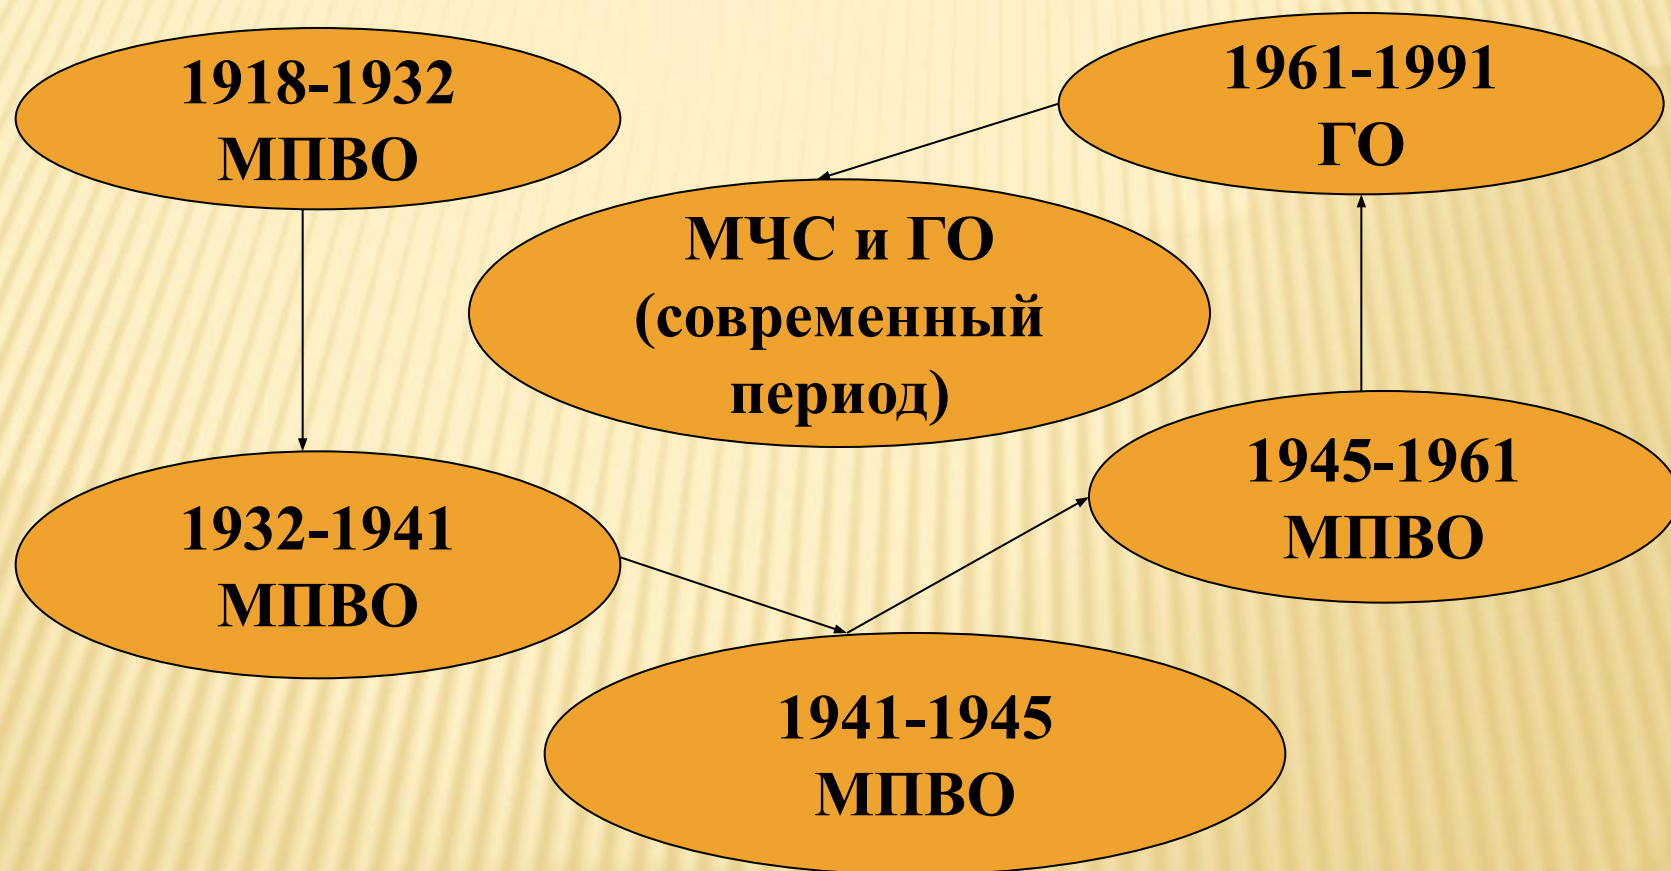 1918-1932
МПВО
1961-1991
ГО
МЧС и ГО
(современный
период)
1932-1941
МПВО
1945-1961
МПВО
1941-1945
МПВО